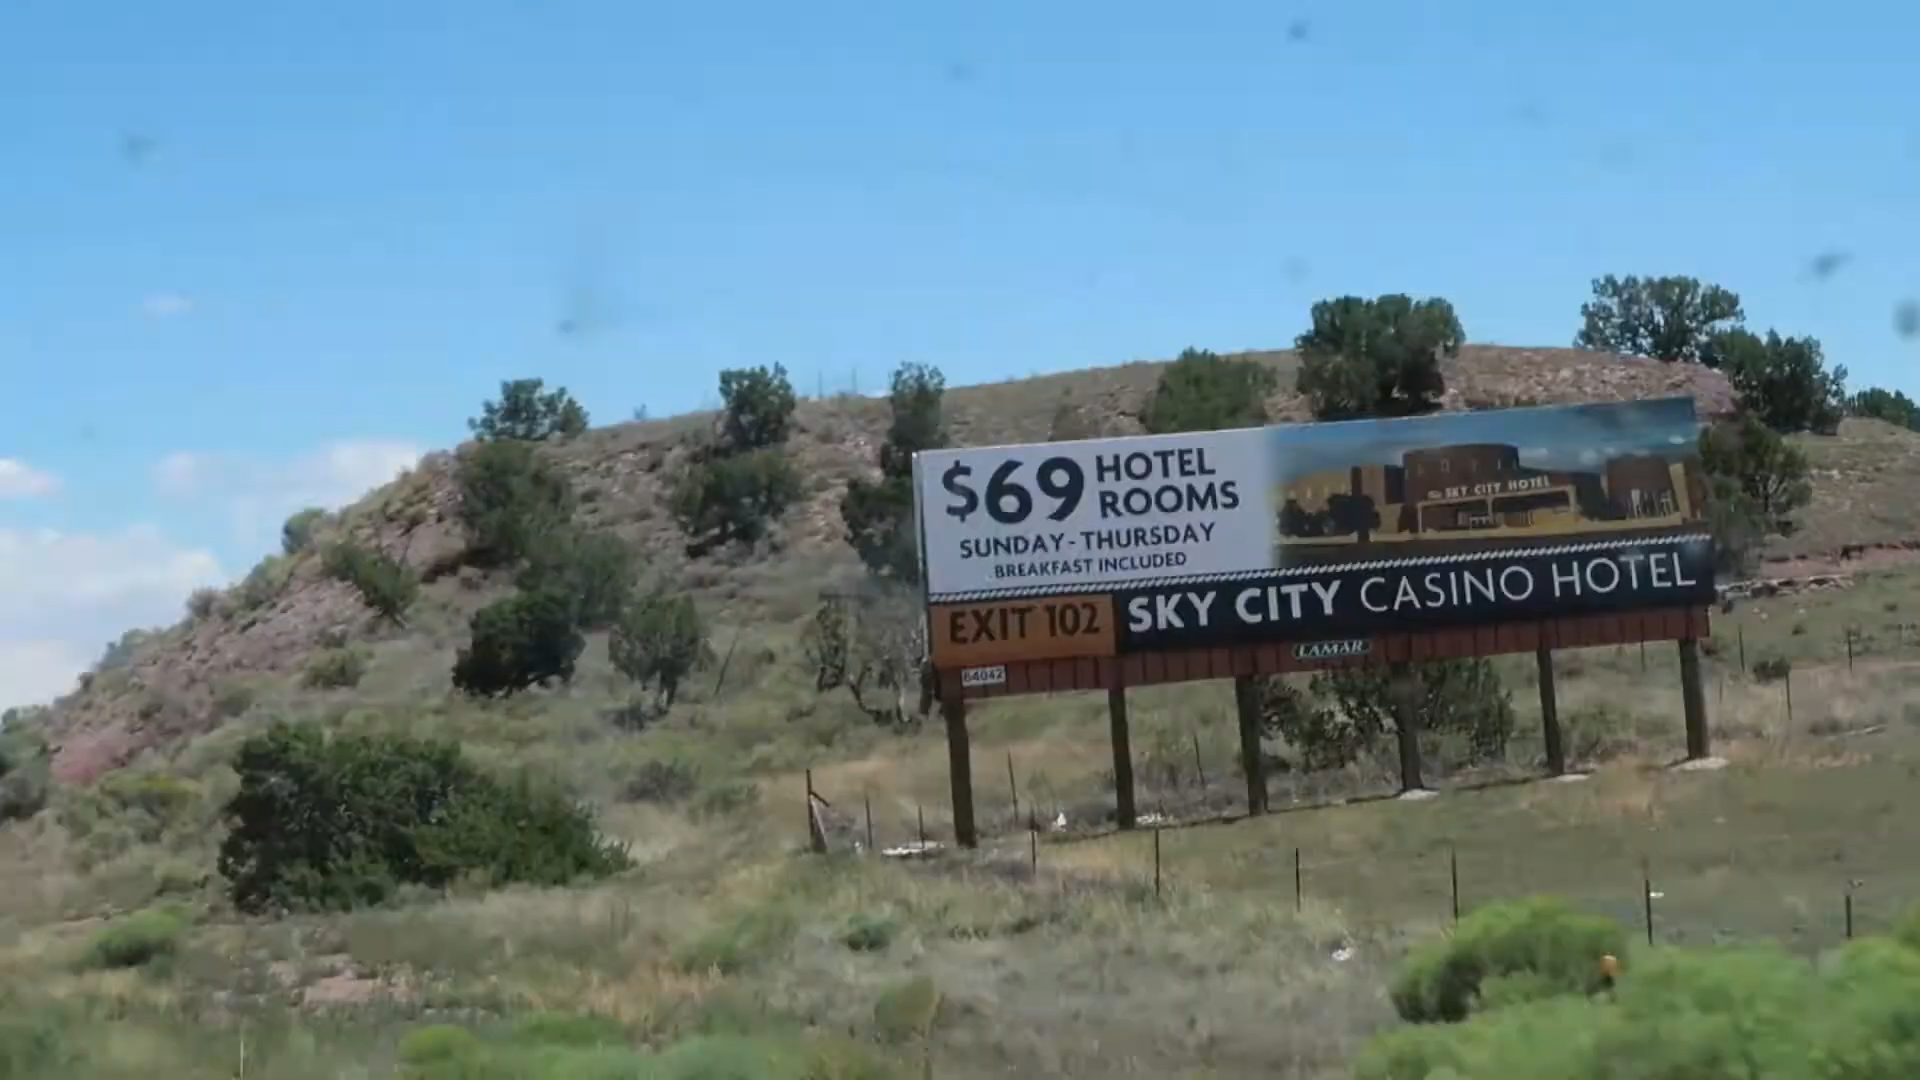 $69 HOTEL ROOMS
SUNDAY-THURSDAY
BREAKFAST INCLUDED
SKY CITY HOTEL
EXIT 102
SKY CITY CASINO HOTEL
LAMAR
64042